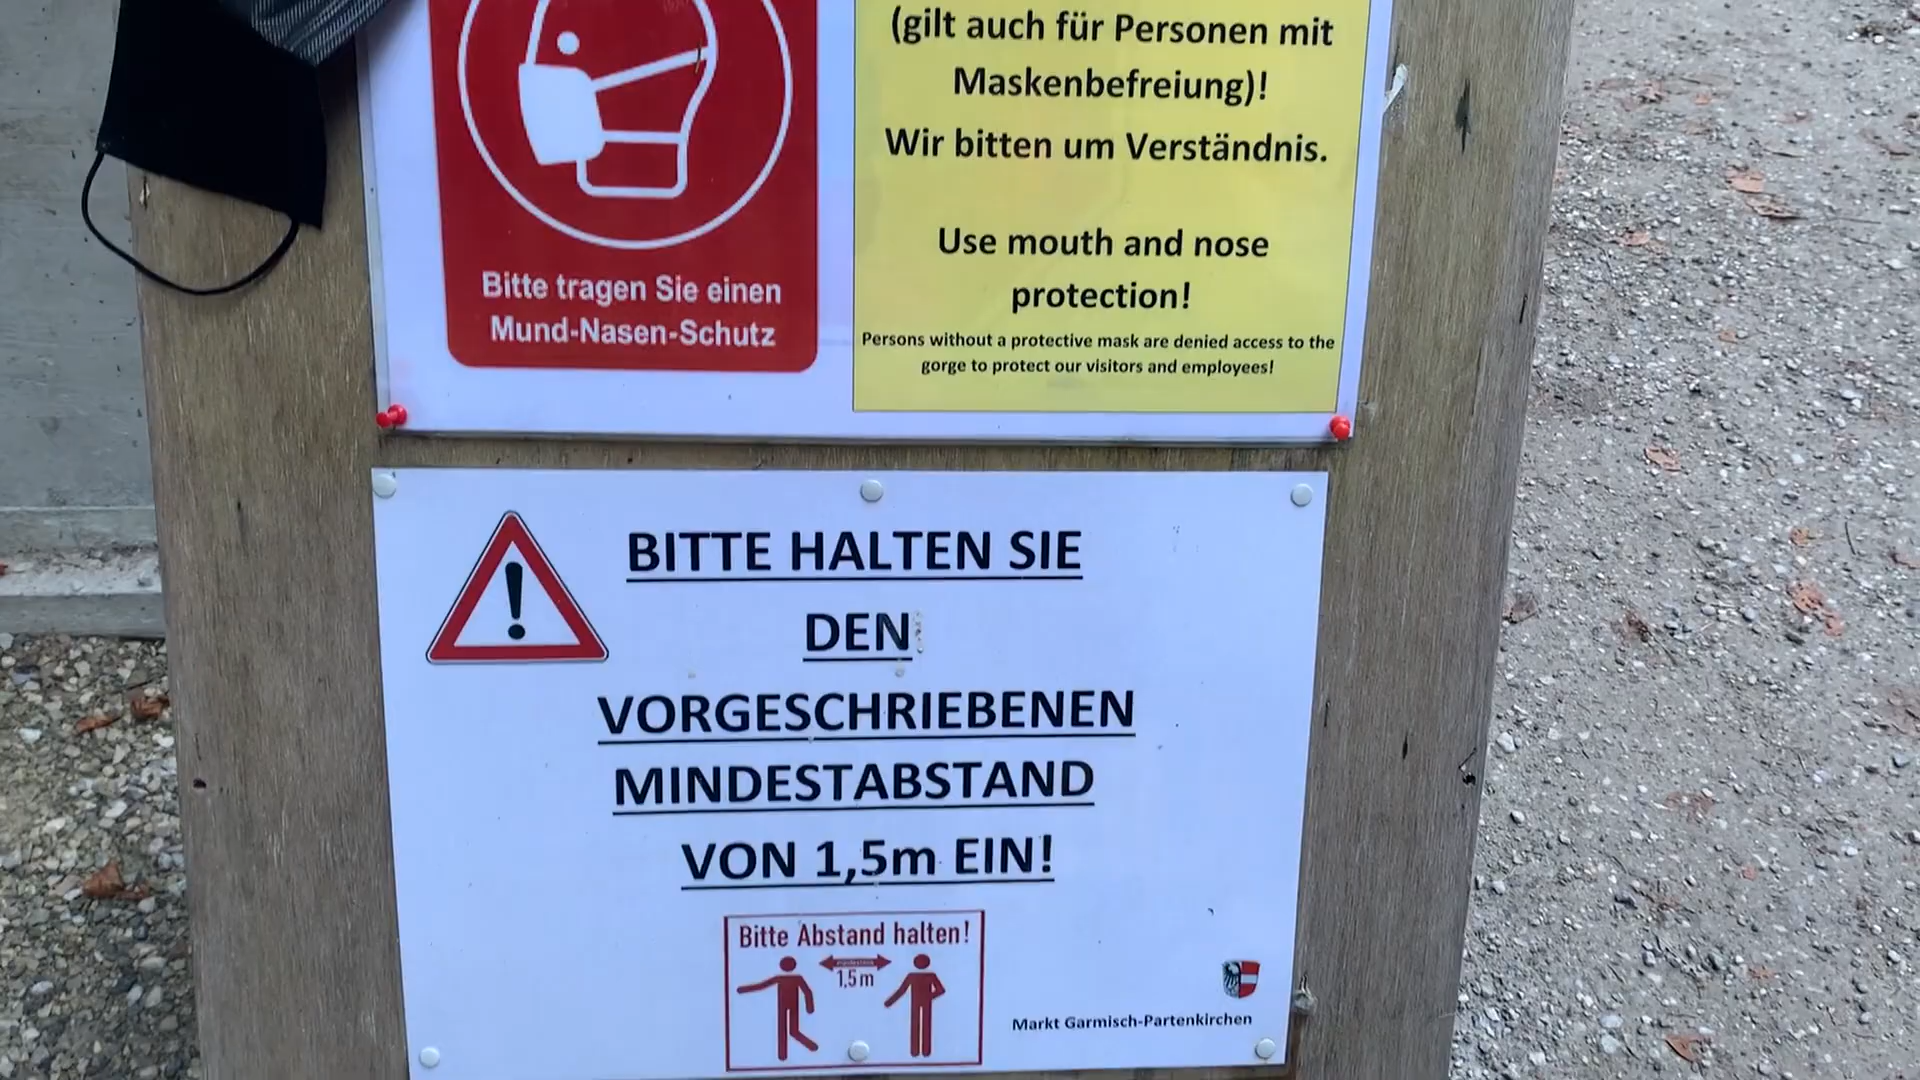 Bitte tragen Sie einen
Mund-Nasen-Schutz
(gilt auch für Personen mit
Maskenbefreiung)!
Wir bitten um Verständnis.
Use mouth and nose
protection!
Persons without a protective mask are denied access to the
gorge to protect our visitors and employees!
BITTE HALTEN SIE
DEN
VORGESCHRIEBENEN
MINDESTABSTAND
VON 1,5m EIN!
Bitte Abstand halten!
1,5m
Markt Garmisch-Partenkirchen